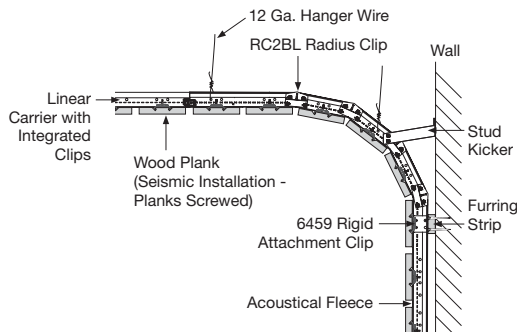 12 Ga. Hanger Wire
RC2BL Radius Clip
Wall
Linear
Carrier with
Integrated
Clips
Wood Plank
(Seismic Installation -
Planks Screwed)
Stud
Kicker
6459 Rigid
Attachment Clip
Furring
Strip
Acoustical Fleece